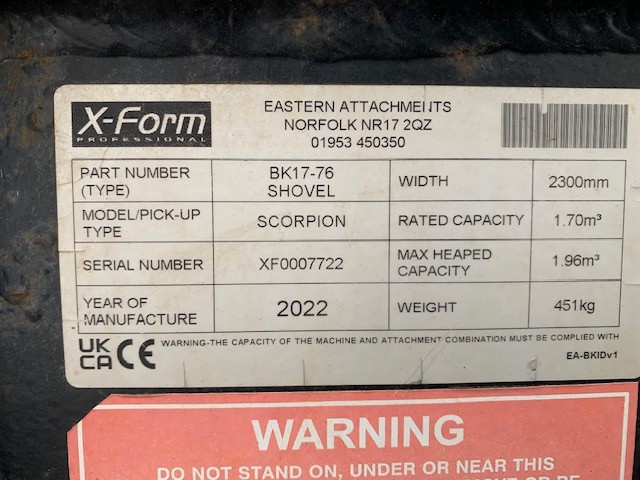 X-Form
PROFESSIONAL
EASTERN ATTACHMENTS
NORFOLK NR17 2QZ
01953 450350
PART NUMBER (TYPE)
BK17-76 SHOVEL
WIDTH
2300mm
MODEL/PICK-UP TYPE
SCORPION
RATED CAPACITY
1.70m³
SERIAL NUMBER
XF0007722
MAX HEAPED CAPACITY
1.96m³
YEAR OF MANUFACTURE
2022
WEIGHT
451kg
UK CA CE
WARNING-THE CAPACITY OF THE MACHINE AND ATTACHMENT COMBINATION MUST BE COMPLIED WITH
EA-BKIDv1
WARNING
DO NOT STAND ON, UNDER OR NEAR THIS